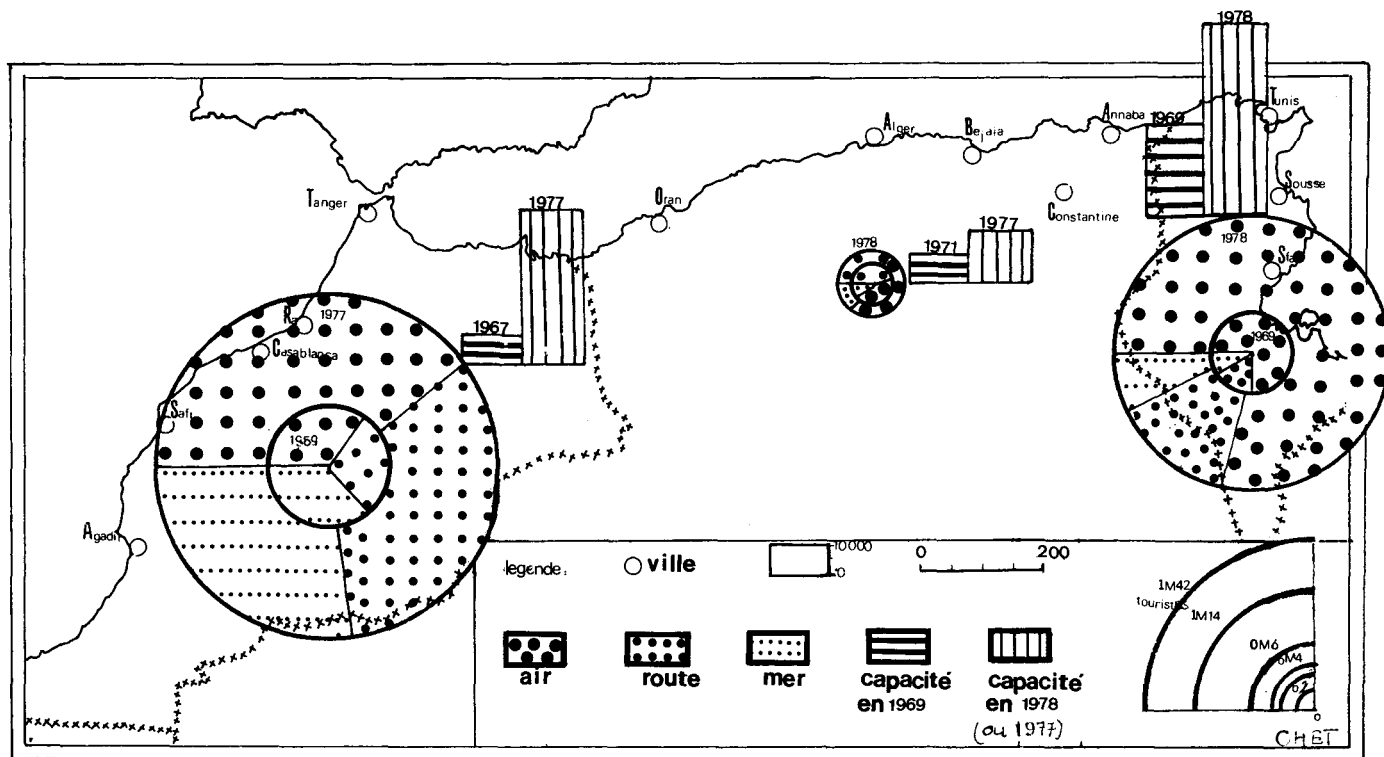 1978
Tunis
Annaba
1969
Alger
Bejaia
Sousse
Tanger
Constantine
1977
Oran
1977
1978
1971
1978
1977
1967
Casablanca
1969
Safi
1969
Agadir
legende:
ville
10000
0
0 200
1M42
touristes
1M14
0M6
0M4
0.2
0
air
route
mer
capacité
en 1969
capacité
en 1978
(ou 1977)
CHET